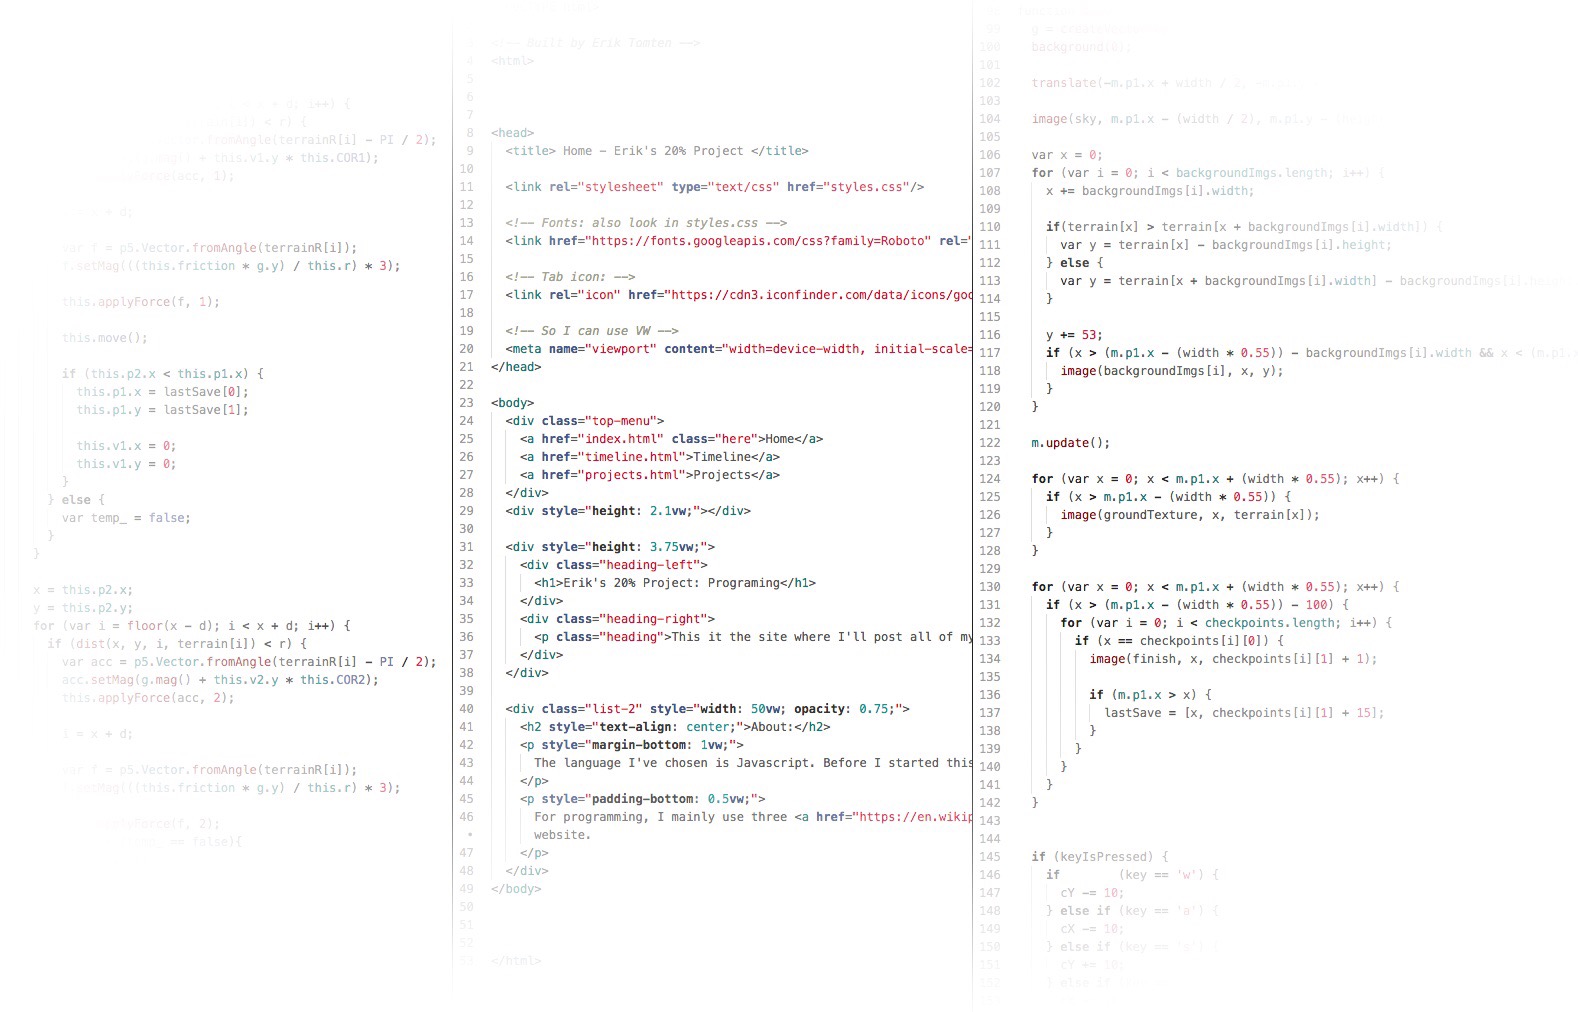 + d; i++) {
< r) {
.fromAngle(terrainR[i] - PI / 2);
+ this.v1.y * this.COR1);
(acc, 1);
+ d;
var f = p5.Vector.fromAngle(terrainR[i]);
f.setMag(((this.friction * g.y) / this.r) * 3);
this.applyForce(f, 1);
this.move();
if (this.p2.x < this.p1.x) {
this.p1.x = lastSave[0];
this.p1.y = lastSave[1];
this.v1.x = 0;
this.v1.y = 0;
}
} else {
var temp_ = false;
}
}
x = this.p2.x;
y = this.p2.y;
for (var i = floor(x - d); i < x + d; i++) {
if (dist(x, y, i, terrain[i]) < r) {
var acc = p5.Vector.fromAngle(terrainR[i] - PI / 2);
acc.setMag(g.mag() + this.v2.y * this.COR2);
this.applyForce(acc, 2);
i = x + d;
var f = p5.Vector.fromAngle(terrainR[i]);
f.setMag(((this.friction * g.y) / this.r) * 3);
applyForce(f, 2);
== false){
3 <!-- Built by Erik Tomten -->
4 <html>
5
6
7
8 <head>
9 <title> Home - Erik's 20% Project </title>
10
11 <link rel="stylesheet" type="text/css" href="styles.css"/>
12
13 <!-- Fonts: also look in styles.css -->
14 <link href="https://fonts.googleapis.com/css?family=Roboto" rel="
15
16 <!-- Tab icon: -->
17 <link rel="icon" href="https://cdn3.iconfinder.com/data/icons/goo
18
19 <!-- So I can use VW -->
20 <meta name="viewport" content="width=device-width, initial-scale=
21 </head>
22
23 <body>
24 <div class="top-menu">
25 <a href="index.html" class="here">Home</a>
26 <a href="timeline.html">Timeline</a>
27 <a href="projects.html">Projects</a>
28 </div>
29 <div style="height: 2.1vw;"></div>
30
31 <div style="height: 3.75vw;">
32 <div class="heading-left">
33 <h1>Erik's 20% Project: Programing</h1>
34 </div>
35 <div class="heading-right">
36 <p class="heading">This it the site where I'll post all of my
37 </div>
38 </div>
39
40 <div class="list-2" style="width: 50vw; opacity: 0.75;">
41 <h2 style="text-align: center;">About:</h2>
42 <p style="margin-bottom: 1vw;">
43 The language I've chosen is Javascript. Before I started this
44 </p>
45 <p style="padding-bottom: 0.5vw;">
46 For programming, I mainly use three <a href="https://en.wikip
• website.
47 </p>
48 </div>
49 </body>
50
51
52
53 </html>
99 g =
100 background(0);
101
102 translate(-m.p1.x + width / 2,
103
104 image(sky, m.p1.x - (width / 2), m.p1.y -
105
106 var x = 0;
107 for (var i = 0; i < backgroundImgs.length; i++) {
108 x += backgroundImgs[i].width;
109
110 if(terrain[x] > terrain[x + backgroundImgs[i].width]) {
111 var y = terrain[x] - backgroundImgs[i].height;
112 } else {
113 var y = terrain[x + backgroundImgs[i].width] - backgroundImgs[i].heigh
114 }
115
116 y += 53;
117 if (x > (m.p1.x - (width * 0.55)) - backgroundImgs[i].width && x < (m.p1.x
118 image(backgroundImgs[i], x, y);
119 }
120 }
121
122 m.update();
123
124 for (var x = 0; x < m.p1.x + (width * 0.55); x++) {
125 if (x > m.p1.x - (width * 0.55)) {
126 image(groundTexture, x, terrain[x]);
127 }
128 }
129
130 for (var x = 0; x < m.p1.x + (width * 0.55); x++) {
131 if (x > (m.p1.x - (width * 0.55)) - 100) {
132 for (var i = 0; i < checkpoints.length; i++) {
133 if (x == checkpoints[i][0]) {
134 image(finish, x, checkpoints[i][1] + 1);
135
136 if (m.p1.x > x) {
137 lastSave = [x, checkpoints[i][1] + 15];
138 }
139 }
140 }
141 }
142 }
143
144
145 if (keyIsPressed) {
146 if (key == 'w') {
147 cY -= 10;
148 } else if (key == 'a') {
149 cX -= 10;
150 } else if (key == 's') {
151 cY += 10;
152 } else if